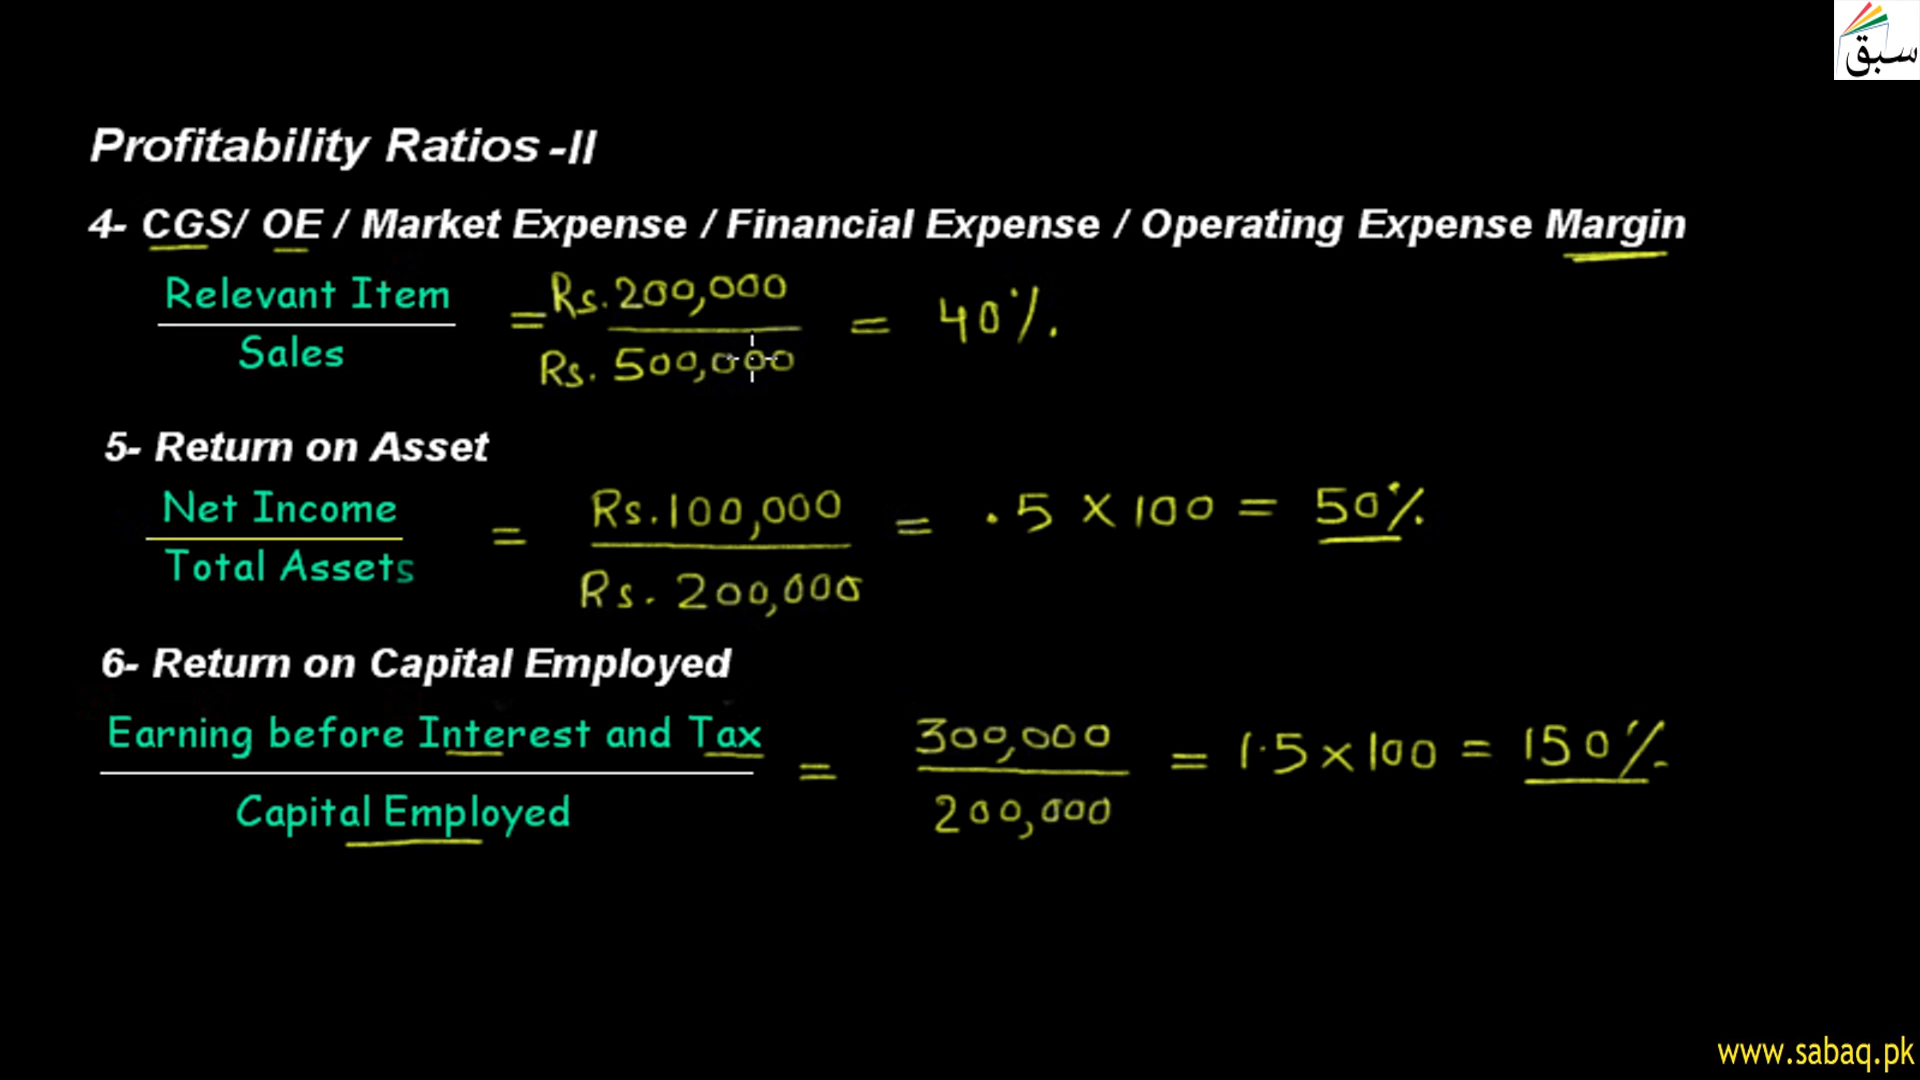 سبق
Profitability Ratios -II
4- CGS/ OE / Market Expense / Financial Expense / Operating Expense Margin
Relevant Item / Sales = Rs. 200,000 / Rs. 500,000 = 40%.
5- Return on Asset
Net Income / Total Assets = Rs. 100,000 / Rs. 200,000 = .5 × 100 = 50%
6- Return on Capital Employed
Earning before Interest and Tax / Capital Employed = 300,000 / 200,000 = 1.5 × 100 = 150%
www.sabaq.pk